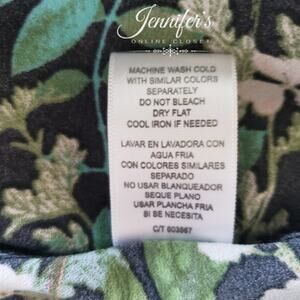 Jennifer's
ONLINE CLOSET
MACHINE WASH COLD
WITH SIMILAR COLORS
SEPARATELY
DO NOT BLEACH
DRY FLAT
COOL IRON IF NEEDED
LAVAR EN LAVADORA CON
AGUA FRIA
CON COLORES SIMILARES
SEPARADO
NO USAR BLANQUEADOR
SEQUE PLANO
USAR PLANCHA FRIA
SI SE NECESITA
C/T 603567